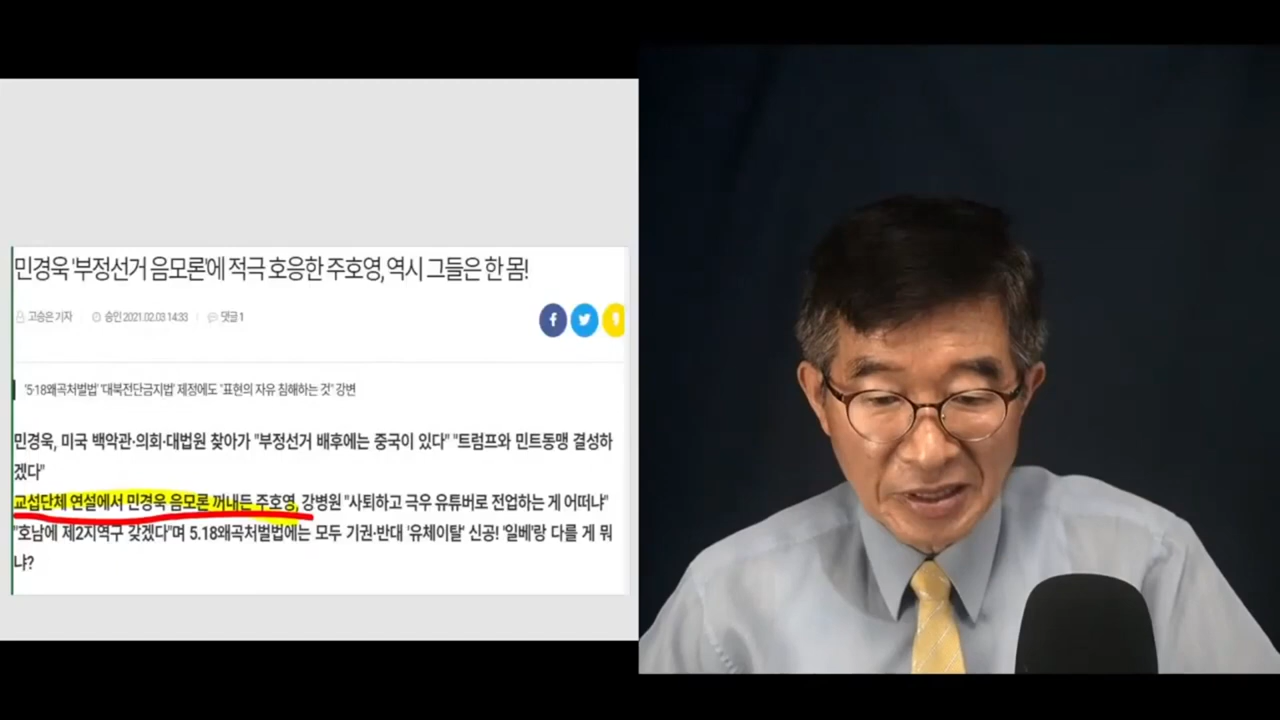 민경욱 '부정선거 음모론'에 적극 호응한 주호영, 역시 그들은 한 몸!
고승은 기자 승인 2021.02.03 14:33 댓글 1
'5·18왜곡처벌법' '대북전단금지법' 제정에도 '표현의 자유 침해하는 것' 강변
민경욱, 미국 백악관·의회·대법원 찾아가 "부정선거 배후에는 중국이 있다" "트럼프와 민트동맹 결성하
겠다"
교섭단체 연설에서 민경욱 음모론 꺼내든 주호영, 강병원 "사퇴하고 극우 유튜버로 전업하는 게 어떠냐"
"호남에 제2지역구 갖겠다"며 5.18왜곡처벌법에는 모두 기권·반대 '유체이탈' 신공! '일베'랑 다를 게 뭐
냐?